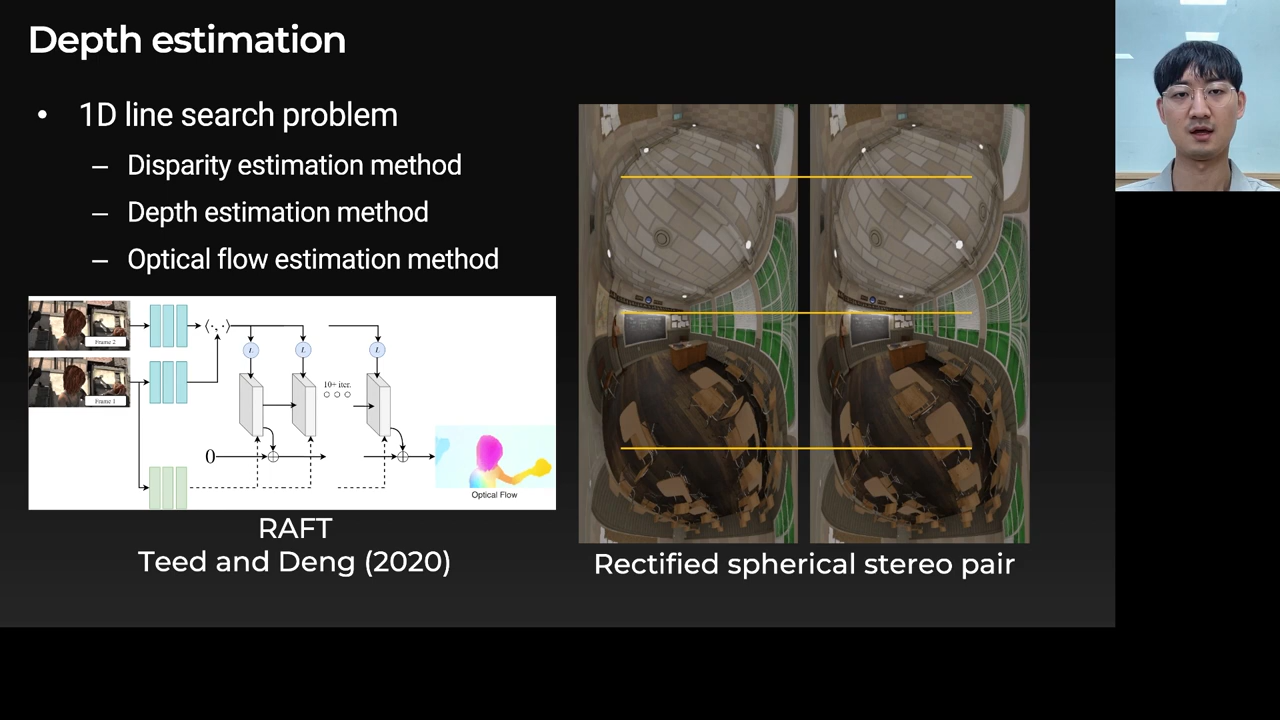 Depth estimation
• 1D line search problem
– Disparity estimation method
– Depth estimation method
– Optical flow estimation method
Frame 2
Frame 1
⟨·,·⟩
L
L
L
10+ iter.
0
Optical Flow
RAFT
Teed and Deng (2020)
Rectified spherical stereo pair